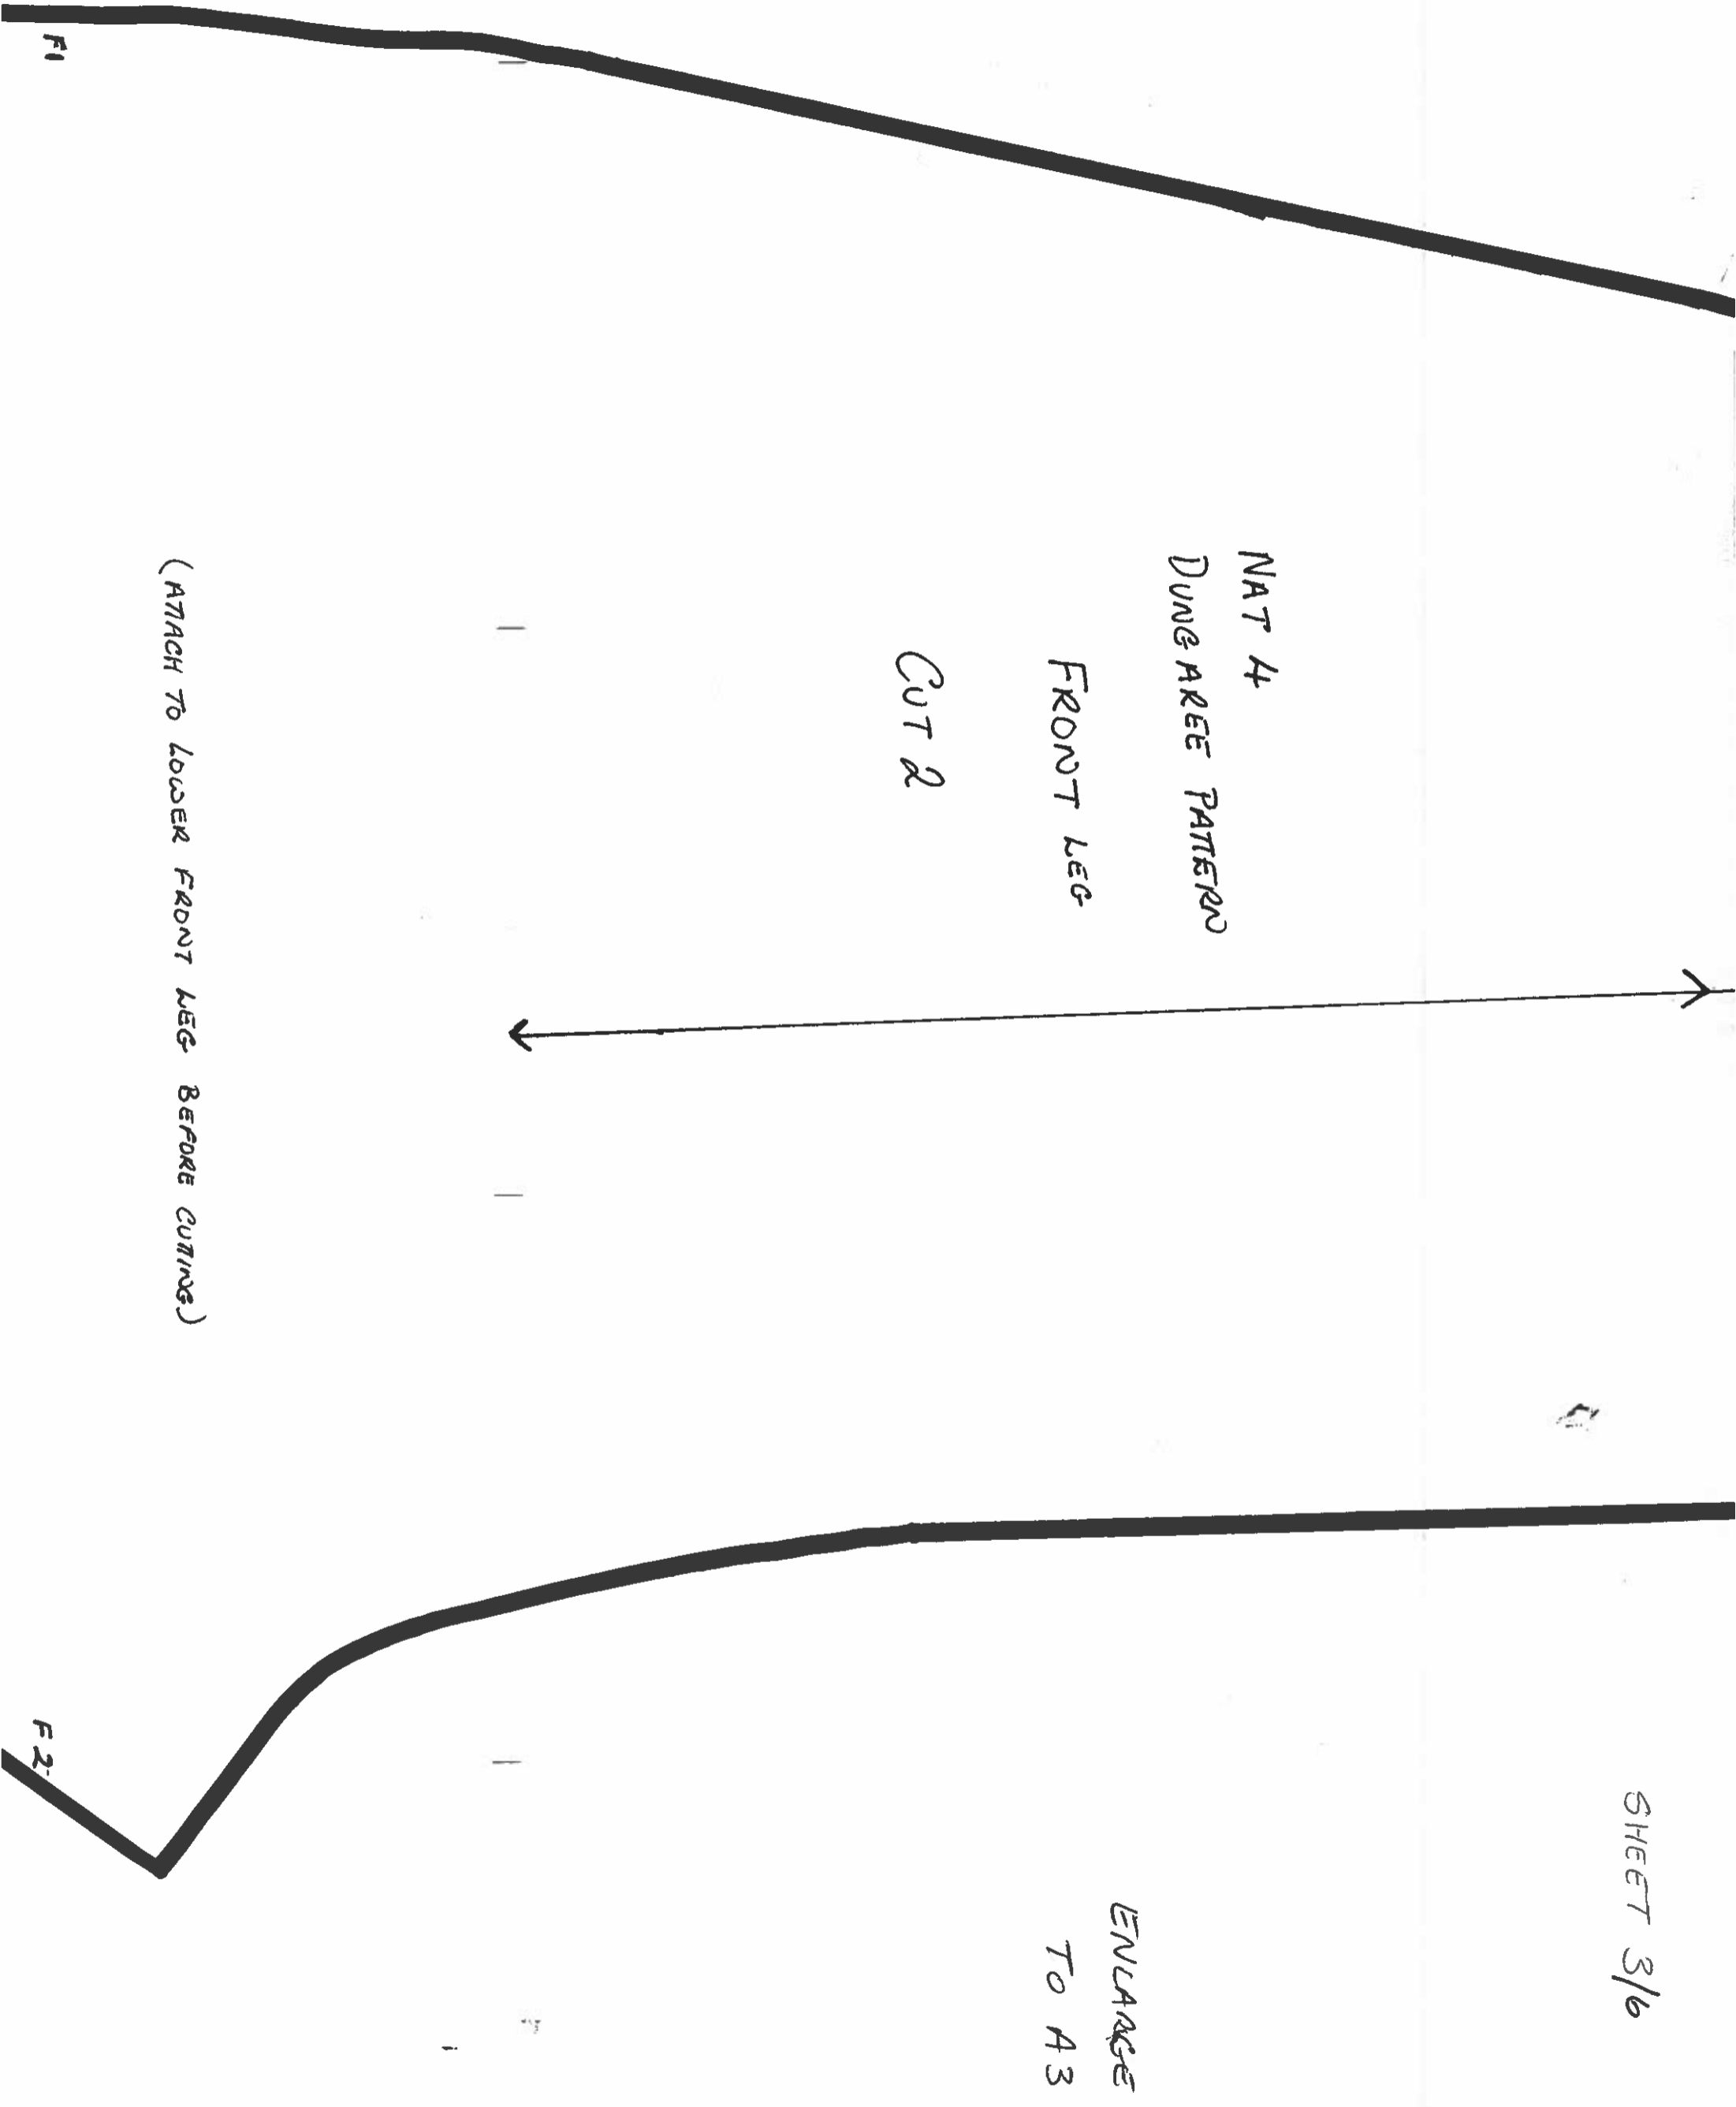 SHEET 3/6
NAT 4
DUNGAREE PATTERN
FRONT LEG
CUT 2
ENLARGE
TO A3
(ATTACH TO LOWER FRONT LEG BEFORE CUTTING)
F1
F2